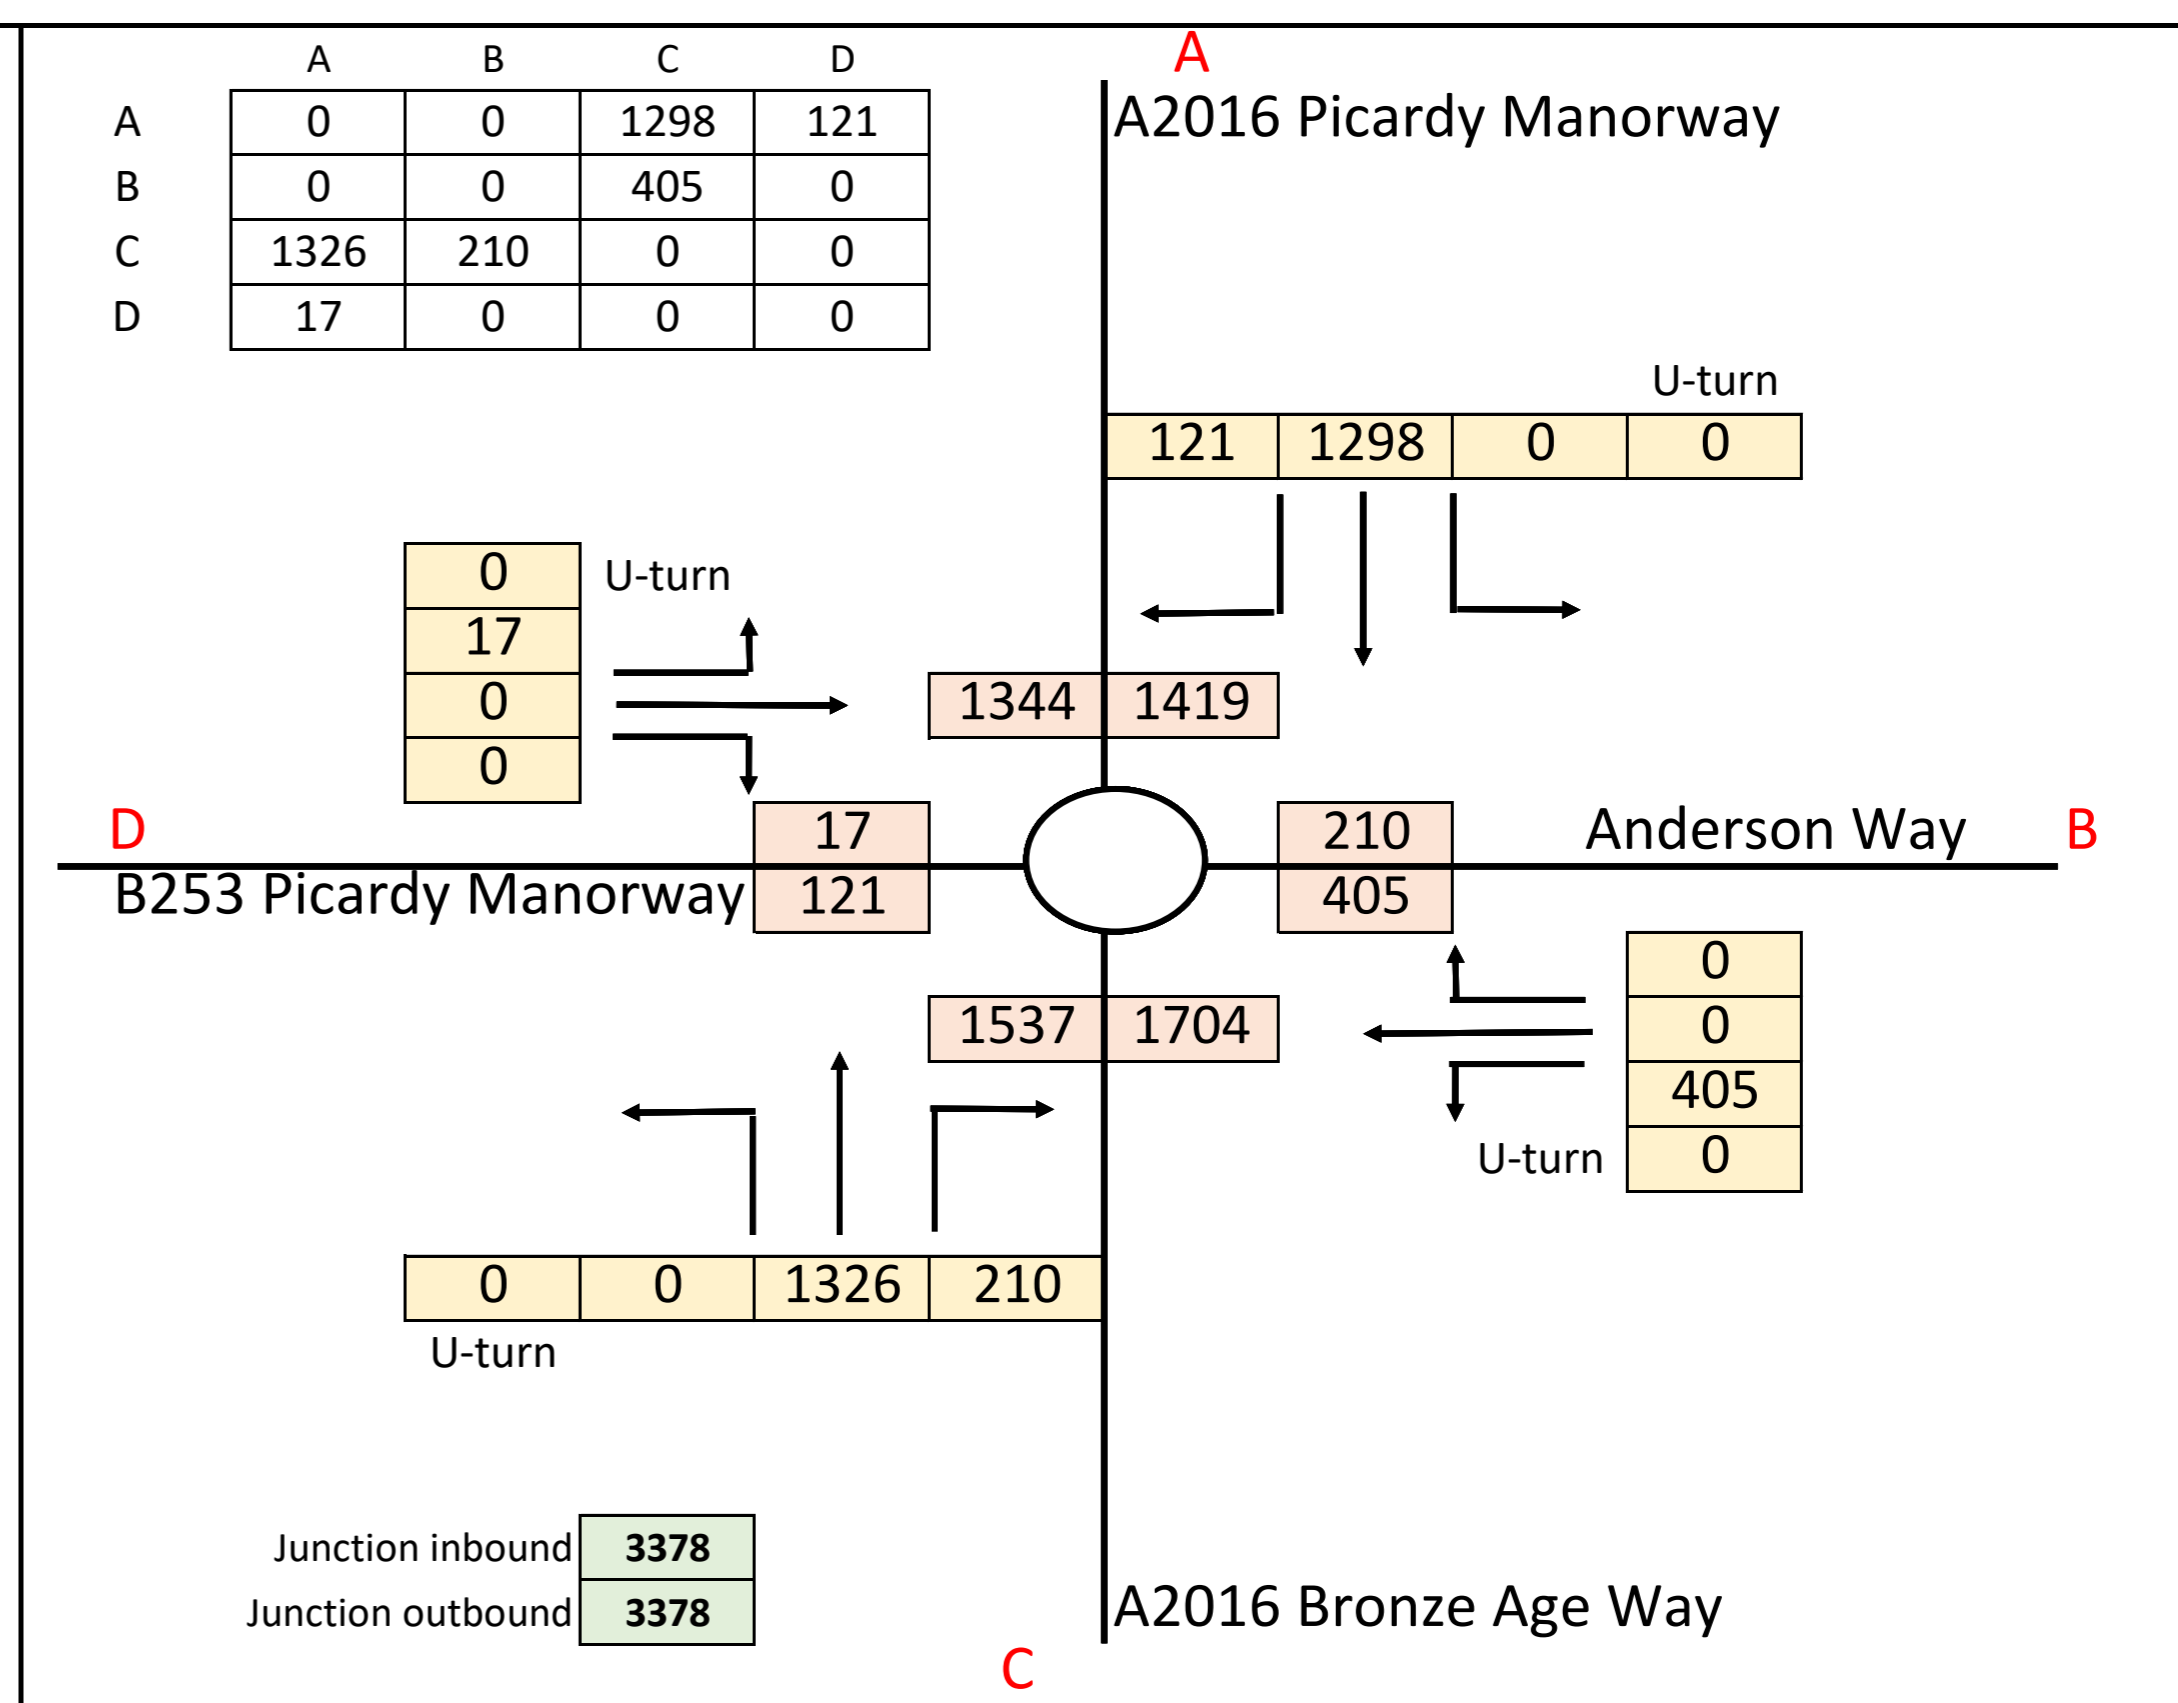 A B C D
A 0 0 1298 121
B 0 0 405 0
C 1326 210 0 0
D 17 0 0 0
A
A2016 Picardy Manorway
U-turn
121 1298 0 0
0 U-turn
17
0
0
1344 1419
D
B253 Picardy Manorway
17
121
210
405
Anderson Way
B
1537 1704
0
0
405
U-turn 0
0 0 1326 210
U-turn
Junction inbound 3378
Junction outbound 3378
A2016 Bronze Age Way
C